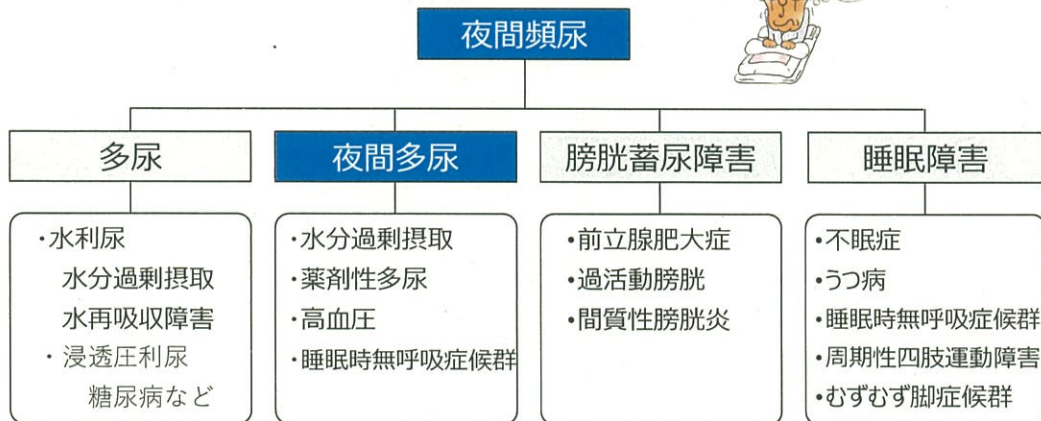 夜間頻尿
多尿
夜間多尿
膀胱蓄尿障害
睡眠障害
・水利尿
水分過剰摂取
水再吸収障害
・浸透圧利尿
糖尿病など
・水分過剰摂取
・薬剤性多尿
・高血圧
・睡眠時無呼吸症候群
•前立腺肥大症
•過活動膀胱
•間質性膀胱炎
•不眠症
•うつ病
•睡眠時無呼吸症候群
•周期性四肢運動障害
•むずむず脚症候群